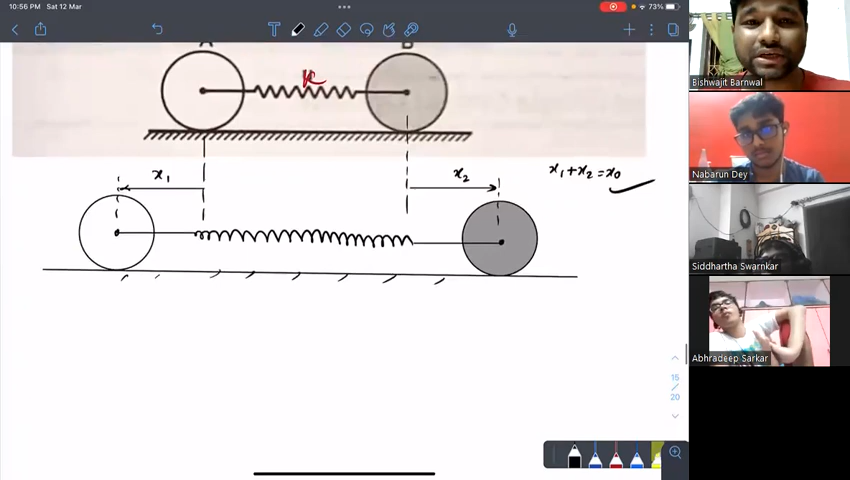 10:56 PM Sat 12 Mar
73%
B
k
x₁
x₂
x₁+x₂=x₀
15
20
Bishwajit Barnwal
Nabarun Dey
Siddhartha Swarnkar
Abhradeep Sarkar